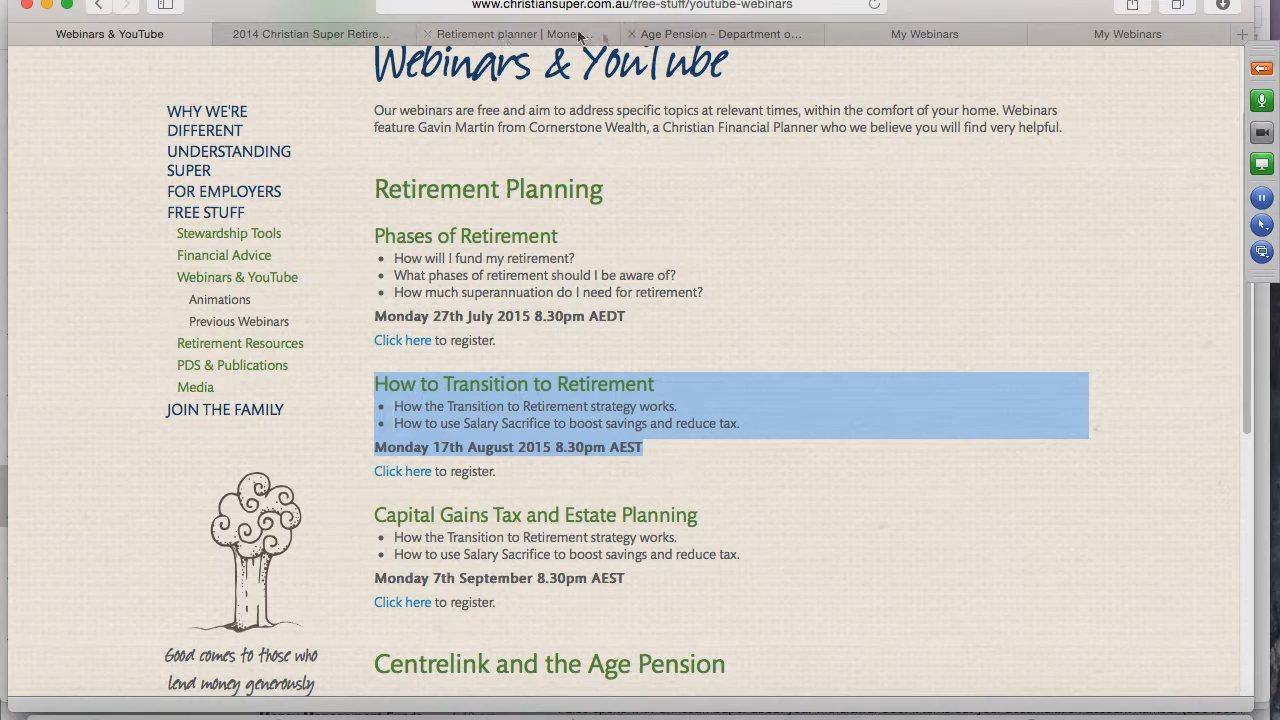 www.christiansuper.com.au/free-stuff/youtube-webinars
Webinars & YouTube
2014 Christian Super Retire...
Retirement planner | Mone...
Age Pension - Department o...
My Webinars
My Webinars
Webinars & YouTube
Our webinars are free and aim to address specific topics at relevant times, within the comfort of your home. Webinars
feature Gavin Martin from Cornerstone Wealth, a Christian Financial Planner who we believe you will find very helpful.
WHY WE'RE
DIFFERENT
UNDERSTANDING
SUPER
FOR EMPLOYERS
FREE STUFF
Stewardship Tools
Financial Advice
Webinars & YouTube
Animations
Previous Webinars
Retirement Resources
PDS & Publications
Media
JOIN THE FAMILY
Good comes to those who
lend money generously
Retirement Planning
Phases of Retirement
• How will I fund my retirement?
• What phases of retirement should I be aware of?
• How much superannuation do I need for retirement?
Monday 27th July 2015 8.30pm AEDT
Click here to register.
How to Transition to Retirement
• How the Transition to Retirement strategy works.
• How to use Salary Sacrifice to boost savings and reduce tax.
Monday 17th August 2015 8.30pm AEST
Click here to register.
Capital Gains Tax and Estate Planning
• How the Transition to Retirement strategy works.
• How to use Salary Sacrifice to boost savings and reduce tax.
Monday 7th September 8.30pm AEST
Click here to register.
Centrelink and the Age Pension